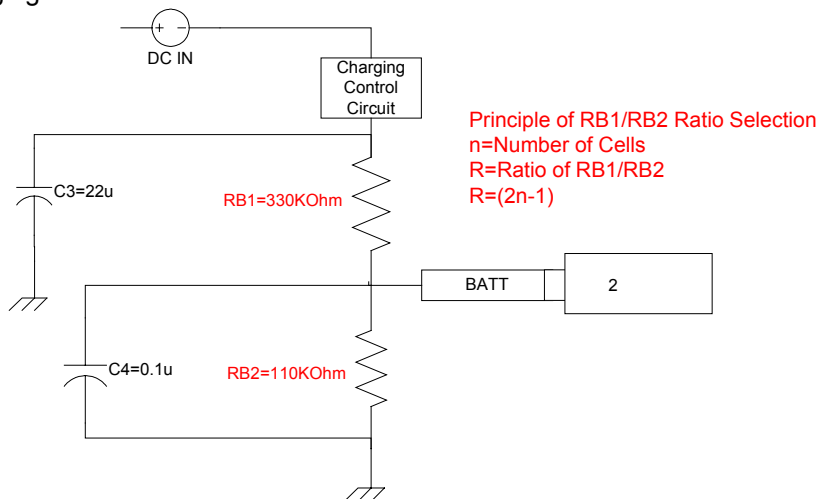 + -
DC IN
Charging
Control
Circuit
Principle of RB1/RB2 Ratio Selection
n=Number of Cells
R=Ratio of RB1/RB2
R=(2n-1)
C3=22u
RB1=330KOhm
BATT
2
C4=0.1u
RB2=110KOhm